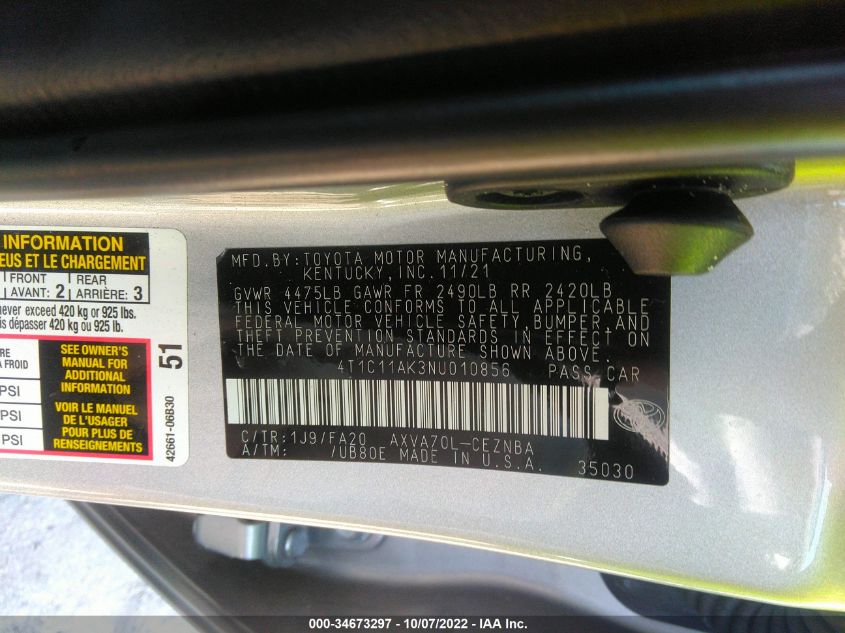 INFORMATION
EUS ET LE CHARGEMENT
FRONT REAR
AVANT: 2 ARRIÈRE: 3
never exceed 420 kg or 925 lbs.
dépasser 420 kg ou 925 lb.
SEE OWNER'S
MANUAL FOR
ADDITIONAL
INFORMATION
VOIR LE MANUEL
DE L'USAGER
POUR PLUS DE
RENSEIGNEMENTS
RE
A FROID
PSI
PSI
PSI
51
42661-06B30
MFD.BY:TOYOTA MOTOR MANUFACTURING,
KENTUCKY,INC.11/21
GVWR 4475LB GAWR FR 2490LB RR 2420LB
THIS VEHICLE CONFORMS TO ALL APPLICABLE
FEDERAL MOTOR VEHICLE SAFETY,BUMPER,AND
THEFT PREVENTION STANDARDS IN EFFECT ON
THE DATE OF MANUFACTURE SHOWN ABOVE.
4T1C11AK3NU010856 PASS.CAR
C/TR:1J9/FA20 AXVA70L-CEZNBA
A/TM: /UB80E MADE IN U.S.A. 35030
000-34673297 - 10/07/2022 - IAA Inc.